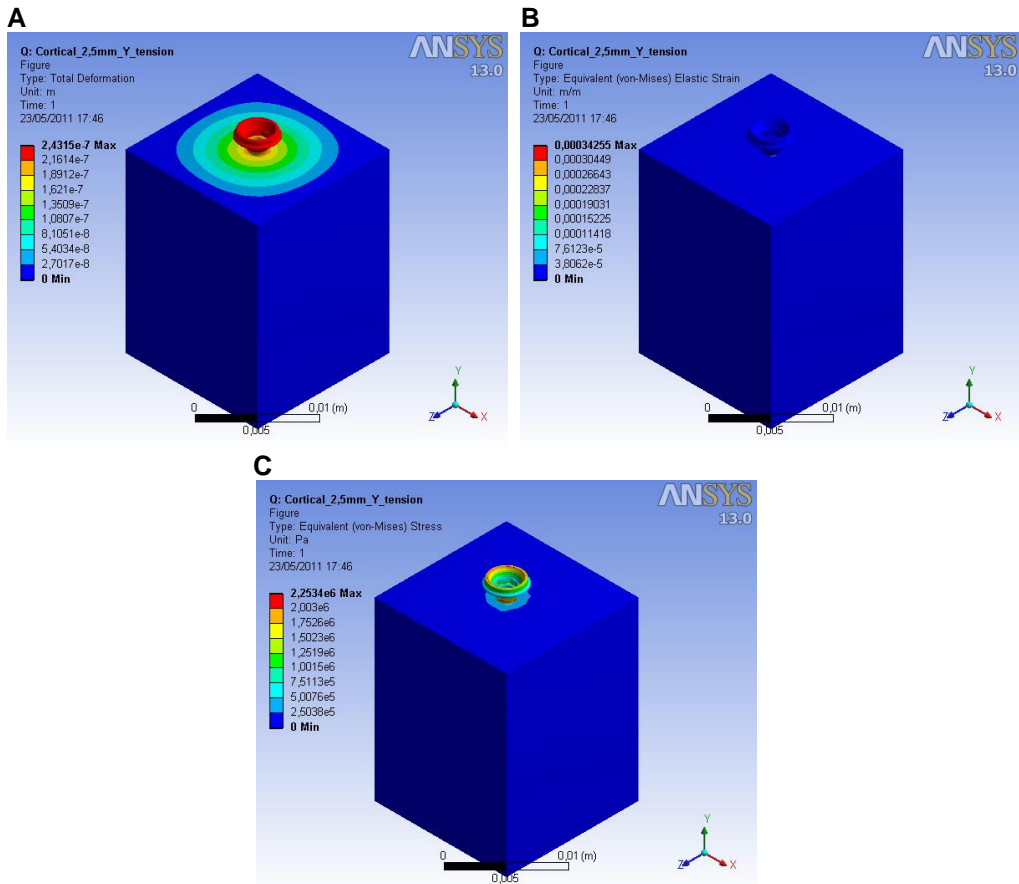 A
Q: Cortical_2,5mm_Y_tension
Figure
Type: Total Deformation
Unit: m
Time: 1
23/05/2011 17:46
ANSYS
13.0
2,4315e-7 Max
2,1614e-7
1,8912e-7
1,621e-7
1,3509e-7
1,0807e-7
8,1051e-8
5,4034e-8
2,7017e-8
0 Min
0
0,01 (m)
0,005
Y
Z
X
B
Q: Cortical_2,5mm_Y_tension
Figure
Type: Equivalent (von-Mises) Elastic Strain
Unit: m/m
Time: 1
23/05/2011 17:46
ANSYS
13.0
0,00034255 Max
0,00030449
0,00026643
0,00022837
0,00019031
0,00015225
0,00011418
7,6123e-5
3,8062e-5
0 Min
0
0,01 (m)
0,005
Y
Z
X
C
Q: Cortical_2,5mm_Y_tension
Figure
Type: Equivalent (von-Mises) Stress
Unit: Pa
Time: 1
23/05/2011 17:46
ANSYS
13.0
2,2534e6 Max
2,003e6
1,7526e6
1,5023e6
1,2519e6
1,0015e6
7,5113e5
5,0076e5
2,5038e5
0 Min
0
0,01 (m)
0,005
Y
Z
X